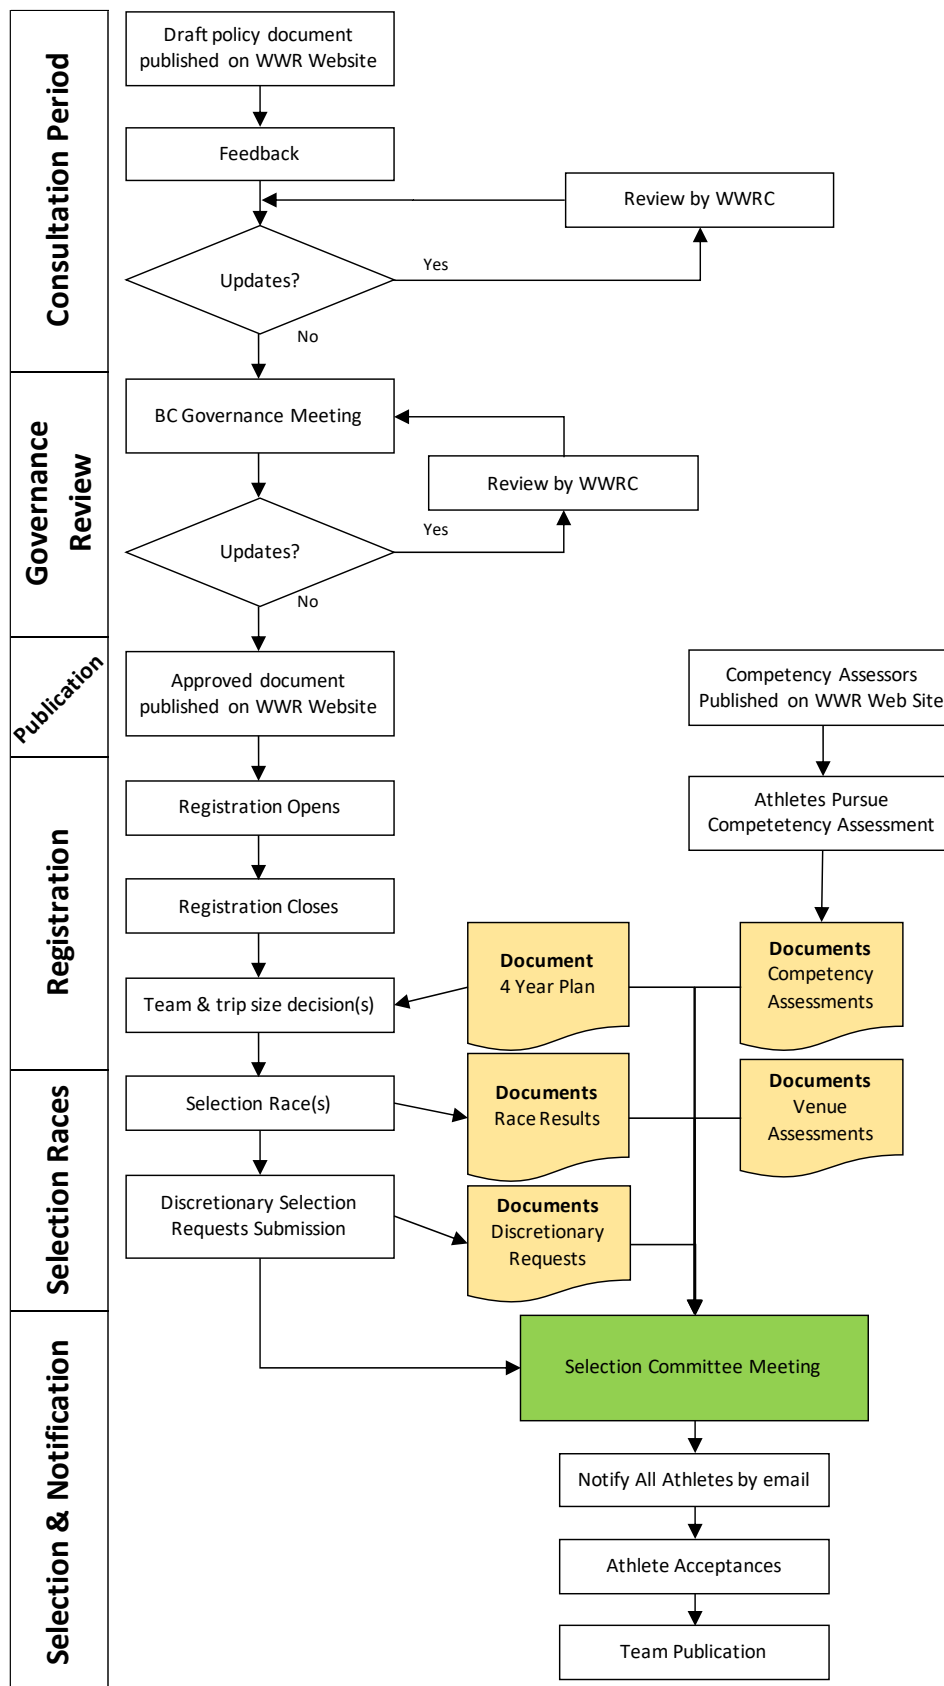 Consultation Period
Draft policy document
published on WWR Website
Feedback
Review by WWRC
Updates?
Yes
No
Governance
Review
BC Governance Meeting
Review by WWRC
Updates?
Yes
No
Publication
Approved document
published on WWR Website
Competency Assessors
Published on WWR Web Site
Registration
Registration Opens
Athletes Pursue
Competetency Assessment
Registration Closes
Team & trip size decision(s)
Document
4 Year Plan
Documents
Competency
Assessments
Selection Races
Selection Race(s)
Documents
Race Results
Documents
Venue
Assessments
Discretionary Selection
Requests Submission
Documents
Discretionary
Requests
Selection & Notification
Selection Committee Meeting
Notify All Athletes by email
Athlete Acceptances
Team Publication